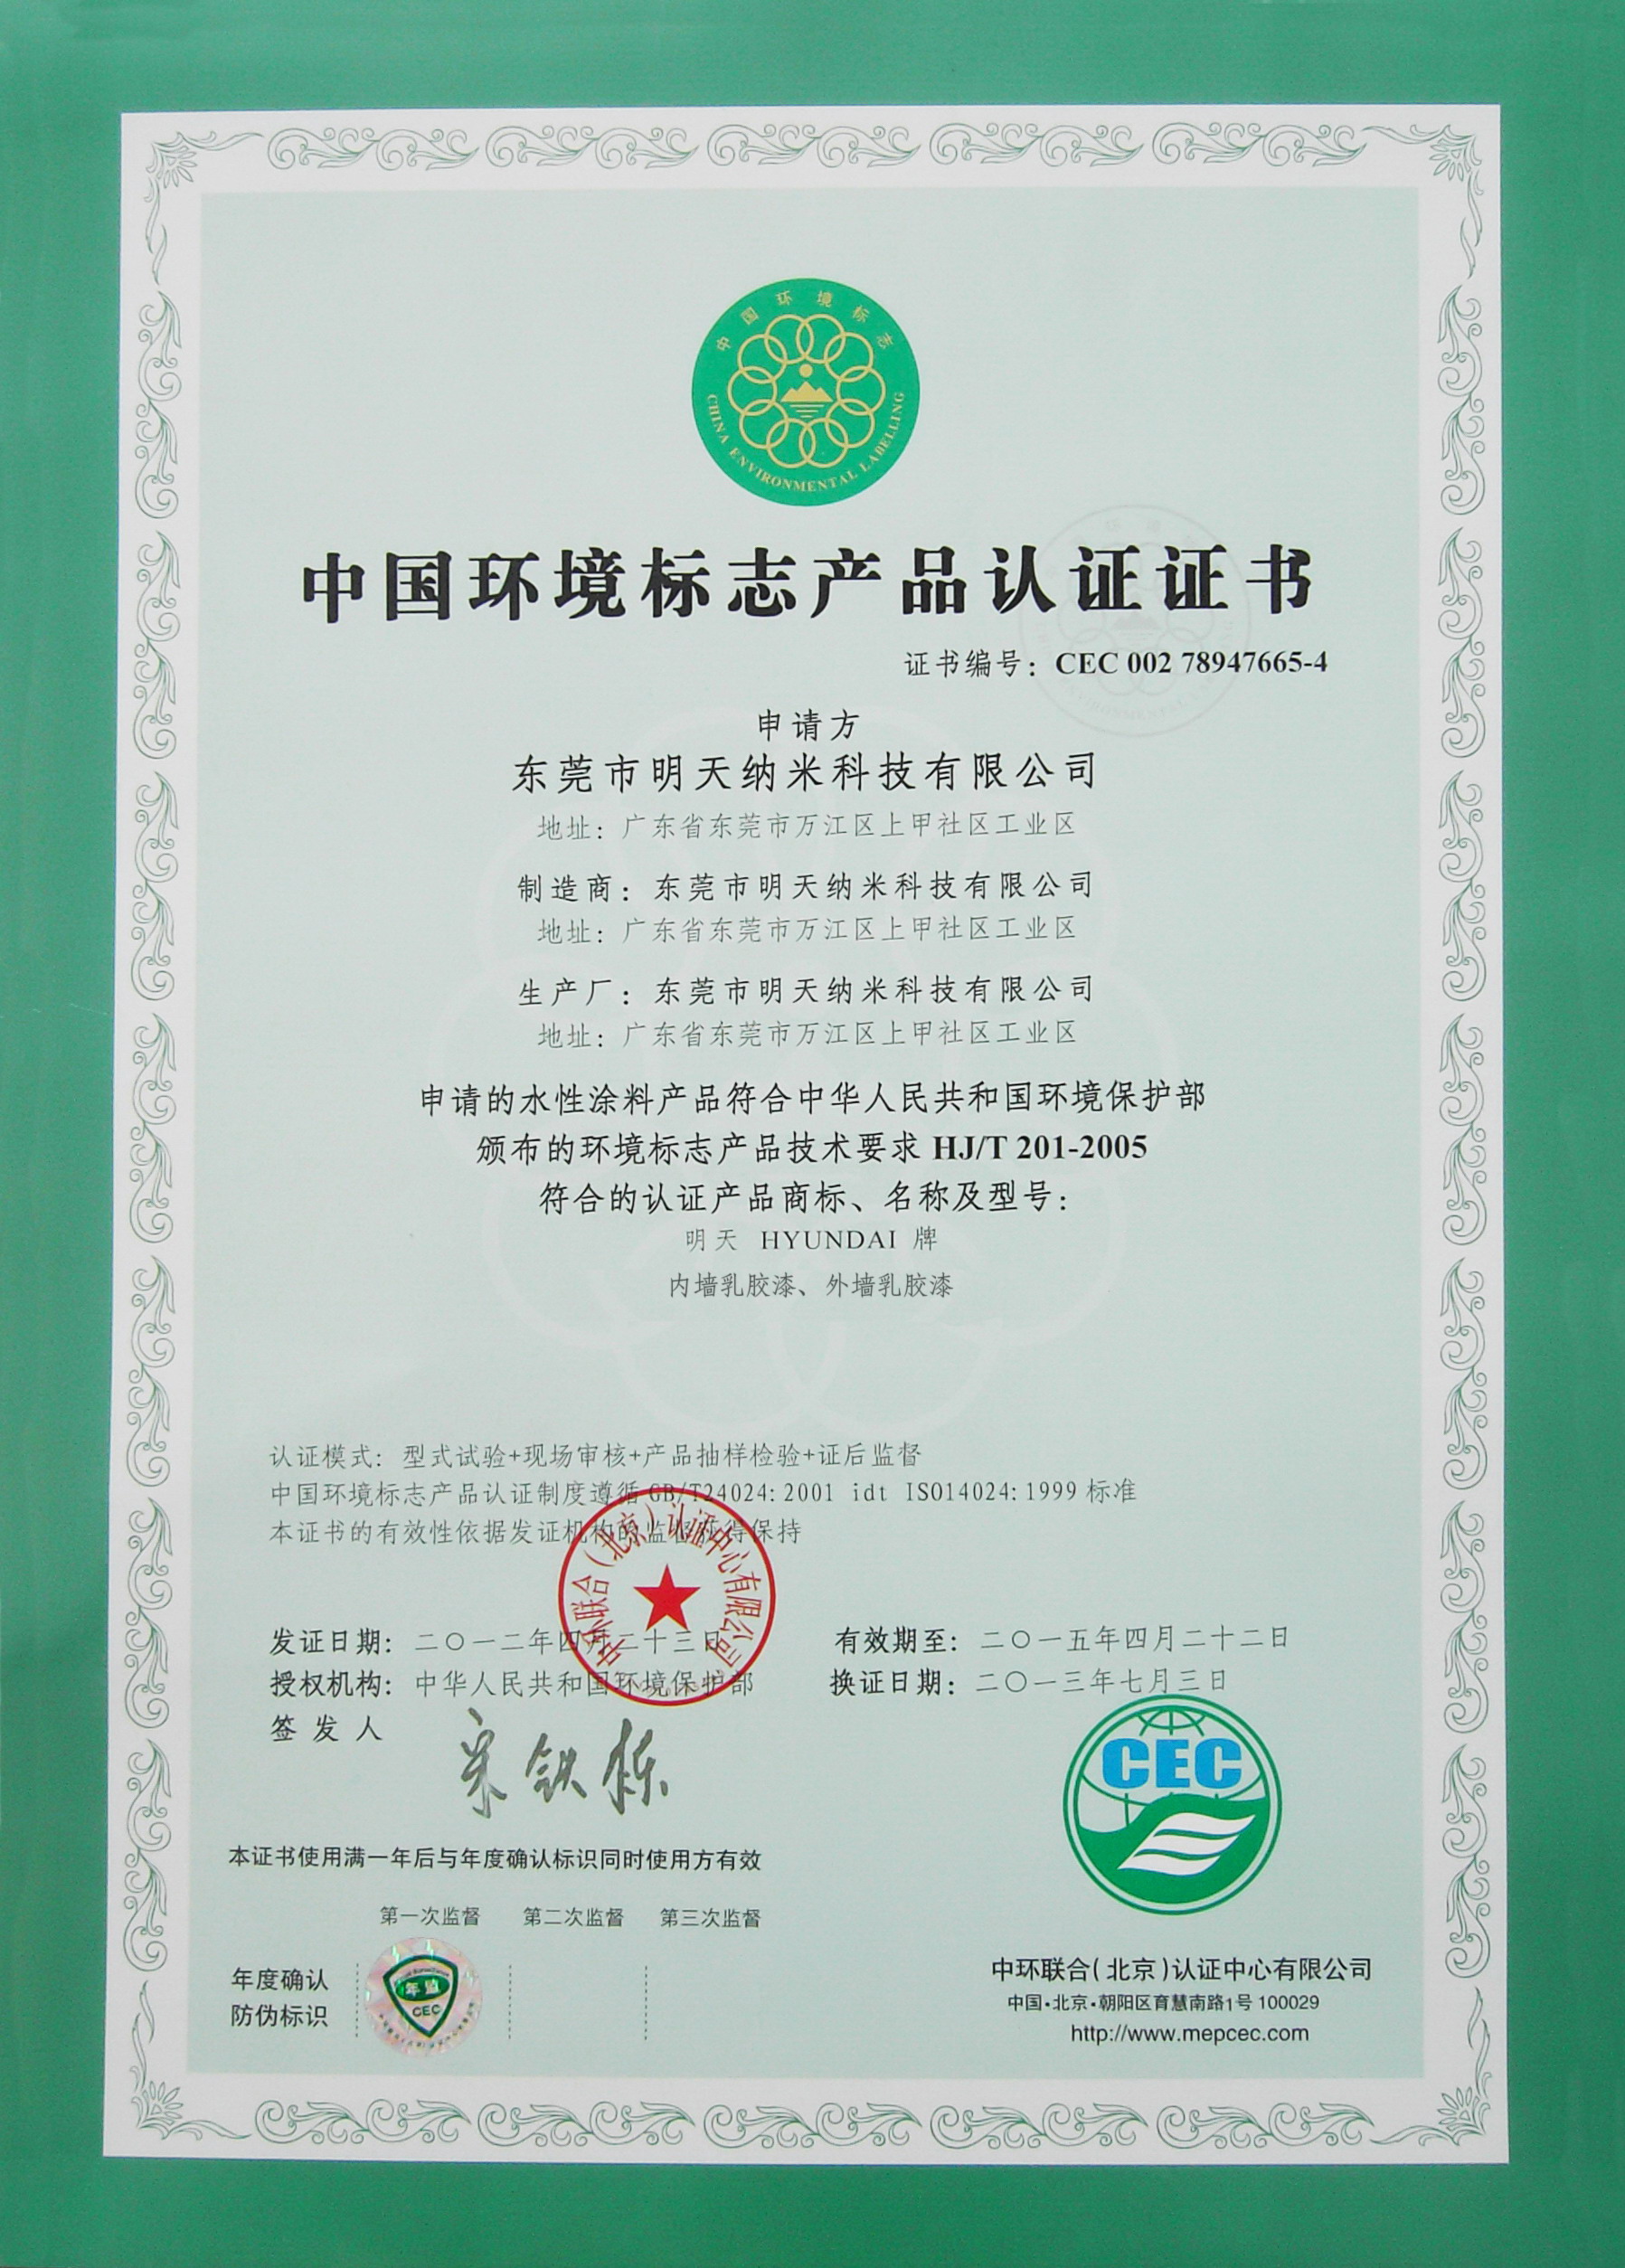 中国环境标志
CHINA ENVIRONMENTAL LABELLING
中国环境标志产品认证证书
证书编号：CEC 002 78947665-4
申请方
东莞市明天纳米科技有限公司
地址：广东省东莞市万江区上甲社区工业区
制造商：东莞市明天纳米科技有限公司
地址：广东省东莞市万江区上甲社区工业区
生产厂：东莞市明天纳米科技有限公司
地址：广东省东莞市万江区上甲社区工业区
申请的水性涂料产品符合中华人民共和国环境保护部
颁布的环境标志产品技术要求 HJ/T 201-2005
符合的认证产品商标、名称及型号：
明天 HYUNDAI 牌
内墙乳胶漆、外墙乳胶漆
认证模式：型式试验+现场审核+产品抽样检验+证后监督
中国环境标志产品认证制度遵循 GB/T24024:2001 idt ISO14024:1999 标准
本证书的有效性依据发证机构的监督获得保持
中环联合（北京）认证中心有限公司
发证日期：二〇一二年四月二十三日
有效期至：二〇一五年四月二十二日
授权机构：中华人民共和国环境保护部
换证日期：二〇一三年七月三日
签发人
CEC
本证书使用满一年后与年度确认标识同时使用方有效
第一次监督 第二次监督 第三次监督
年度确认
防伪标识
年监
CEC
中环联合(北京)认证中心有限公司
中国·北京·朝阳区育慧南路1号 100029
http://www.mepcec.com